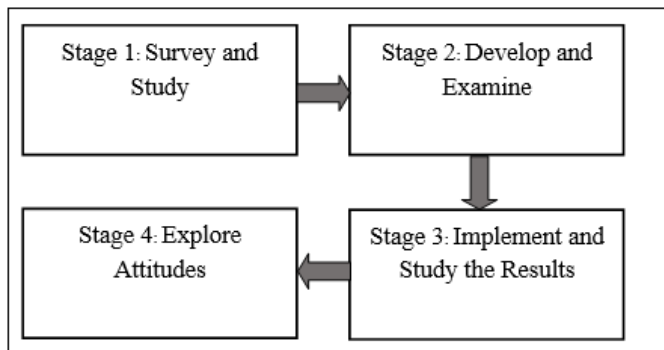 Stage 1: Survey and
Study
Stage 2: Develop and
Examine
Stage 3: Implement and
Study the Results
Stage 4: Explore
Attitudes